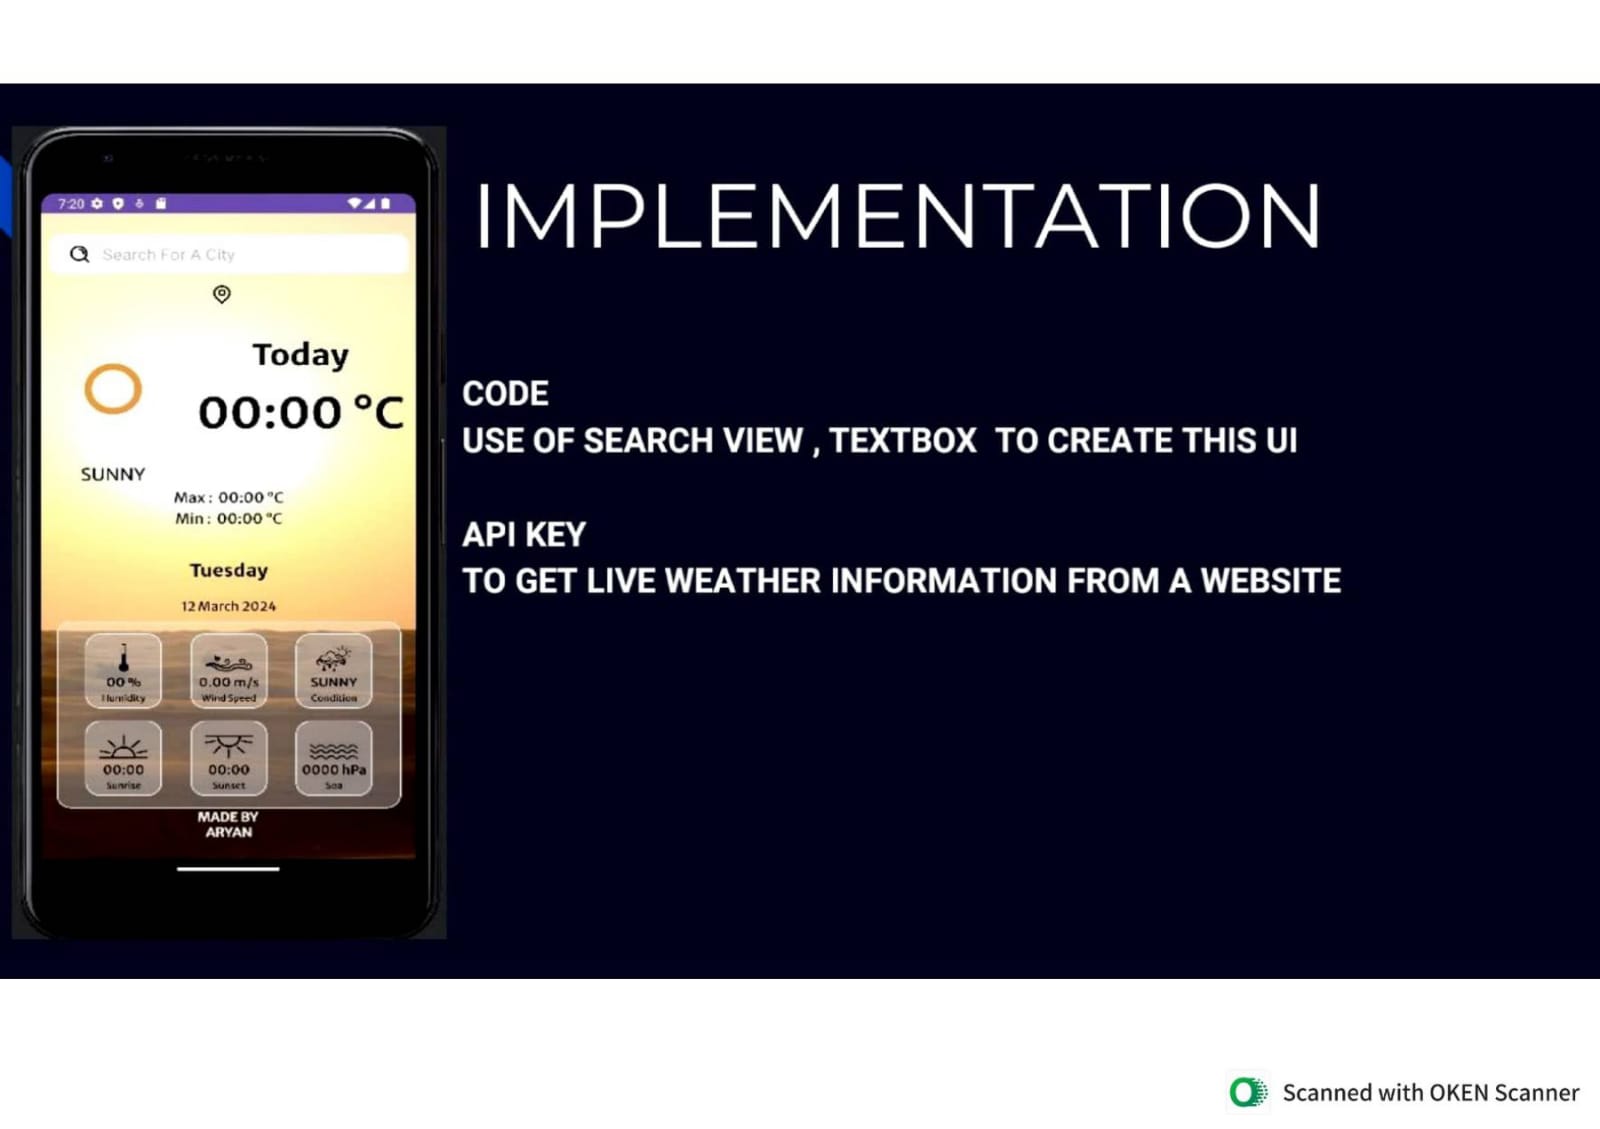 7:20
Search For A City
Today
00:00 °C
SUNNY
Max : 00:00 °C
Min : 00:00 °C
Tuesday
12 March 2024
00 %
Humidity
0.00 m/s
Wind Speed
SUNNY
Condition
00:00
Sunrise
00:00
Sunset
0000 hPa
Sea
MADE BY
ARYAN
IMPLEMENTATION
CODE
USE OF SEARCH VIEW , TEXTBOX TO CREATE THIS UI
API KEY
TO GET LIVE WEATHER INFORMATION FROM A WEBSITE
Scanned with OKEN Scanner